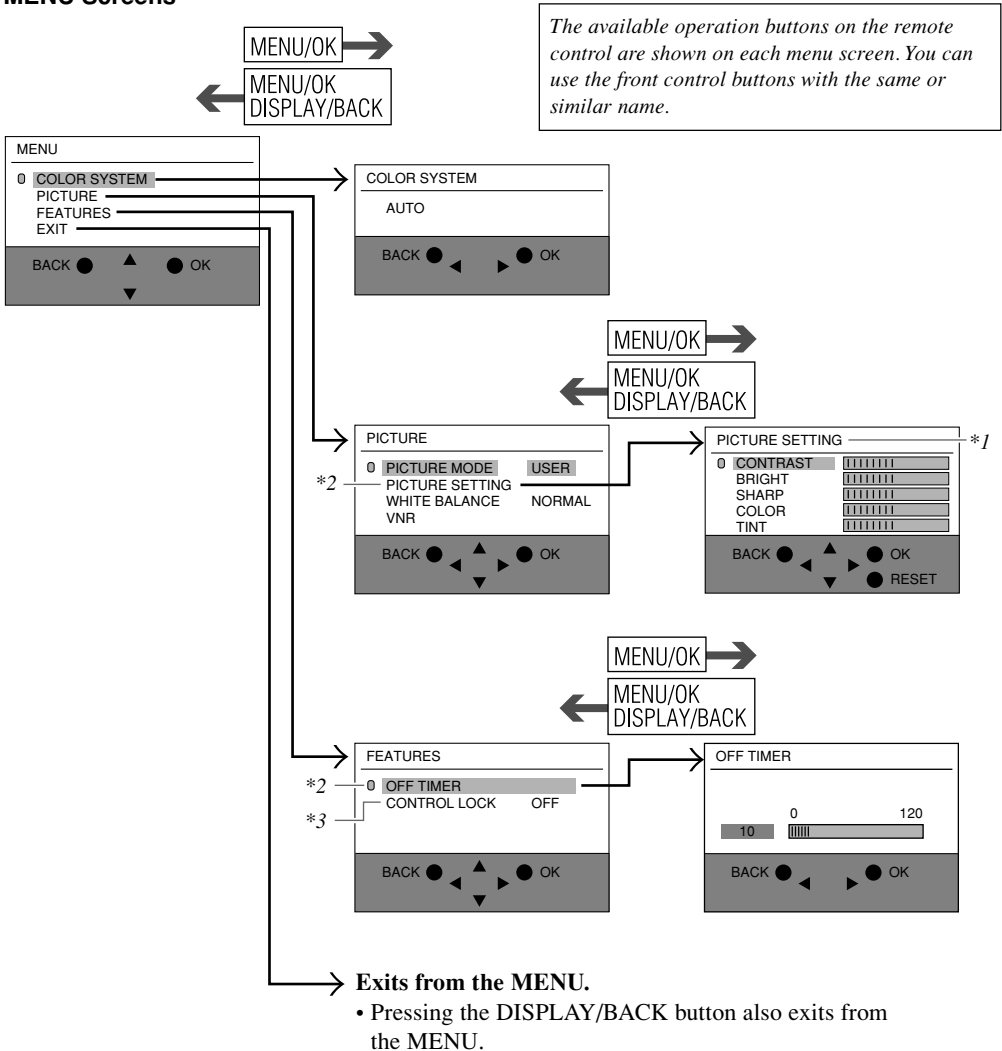 MENU Screens
The available operation buttons on the remote
control are shown on each menu screen. You can
use the front control buttons with the same or
similar name.
MENU/OK
MENU/OK
DISPLAY/BACK
MENU
COLOR SYSTEM
PICTURE
FEATURES
EXIT
BACK
OK
COLOR SYSTEM
AUTO
BACK
OK
MENU/OK
MENU/OK
DISPLAY/BACK
PICTURE
*2
PICTURE MODE USER
PICTURE SETTING
WHITE BALANCE NORMAL
VNR
BACK
OK
PICTURE SETTING
*1
CONTRAST
BRIGHT
SHARP
COLOR
TINT
BACK
OK
RESET
MENU/OK
MENU/OK
DISPLAY/BACK
FEATURES
*2
OFF TIMER
*3
CONTROL LOCK OFF
BACK
OK
OFF TIMER
0 120
10
BACK
OK
Exits from the MENU.
• Pressing the DISPLAY/BACK button also exits from
the MENU.